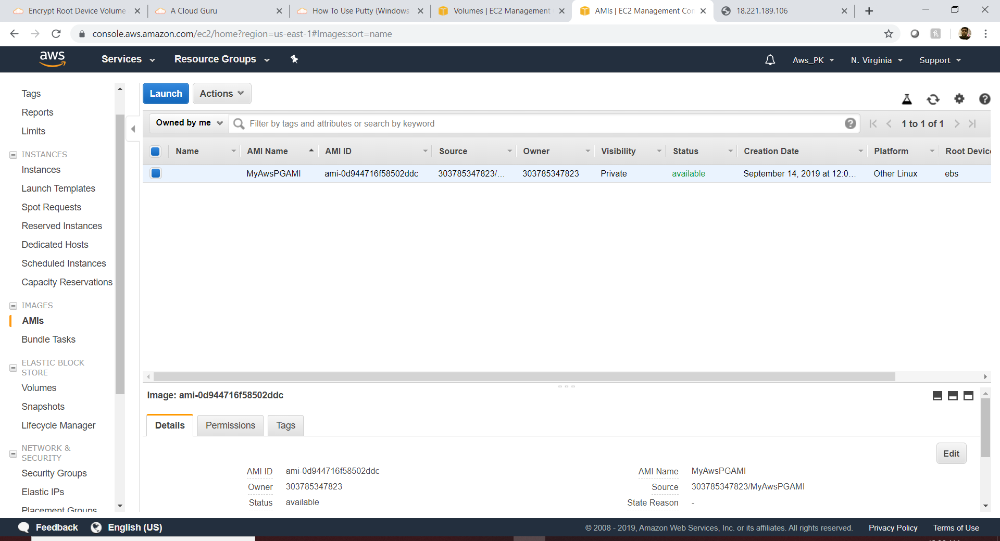 Encrypt Root Device Volume
A Cloud Guru
How To Use Putty (Windows
Volumes | EC2 Management
AMIs | EC2 Management Con
18.221.189.106
console.aws.amazon.com/ec2/home?region=us-east-1#Images:sort=name
aws
Services
Resource Groups
Aws_PK
N. Virginia
Support
Tags
Reports
Limits
INSTANCES
Instances
Launch Templates
Spot Requests
Reserved Instances
Dedicated Hosts
Scheduled Instances
Capacity Reservations
IMAGES
AMIs
Bundle Tasks
ELASTIC BLOCK
STORE
Volumes
Snapshots
Lifecycle Manager
NETWORK &
SECURITY
Security Groups
Elastic IPs
Placement Groups
Launch
Actions
Owned by me
Filter by tags and attributes or search by keyword
1 to 1 of 1
Name AMI Name AMI ID Source Owner Visibility Status Creation Date Platform Root Device
MyAwsPGAMI ami-0d944716f58502ddc 303785347823/... 303785347823 Private available September 14, 2019 at 12:0... Other Linux ebs
Image: ami-0d944716f58502ddc
Details
Permissions
Tags
Edit
AMI ID ami-0d944716f58502ddc
AMI Name MyAwsPGAMI
Owner 303785347823
Source 303785347823/MyAwsPGAMI
Status available
State Reason -
Feedback
English (US)
© 2008 - 2019, Amazon Web Services, Inc. or its affiliates. All rights reserved.
Privacy Policy
Terms of Use